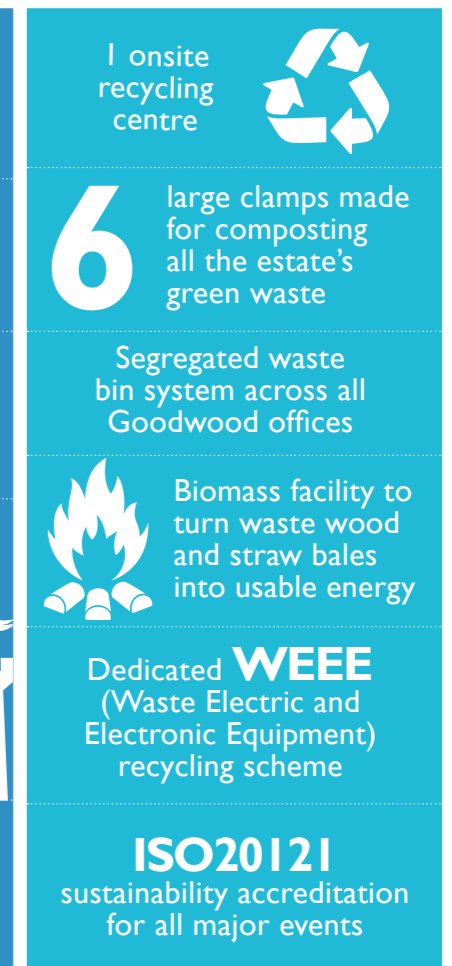 1 onsite
recycling
centre
6
large clamps made
for composting
all the estate's
green waste
Segregated waste
bin system across all
Goodwood offices
Biomass facility to
turn waste wood
and straw bales
into usable energy
Dedicated WEEE
(Waste Electric and
Electronic Equipment)
recycling scheme
ISO20121
sustainability accreditation
for all major events